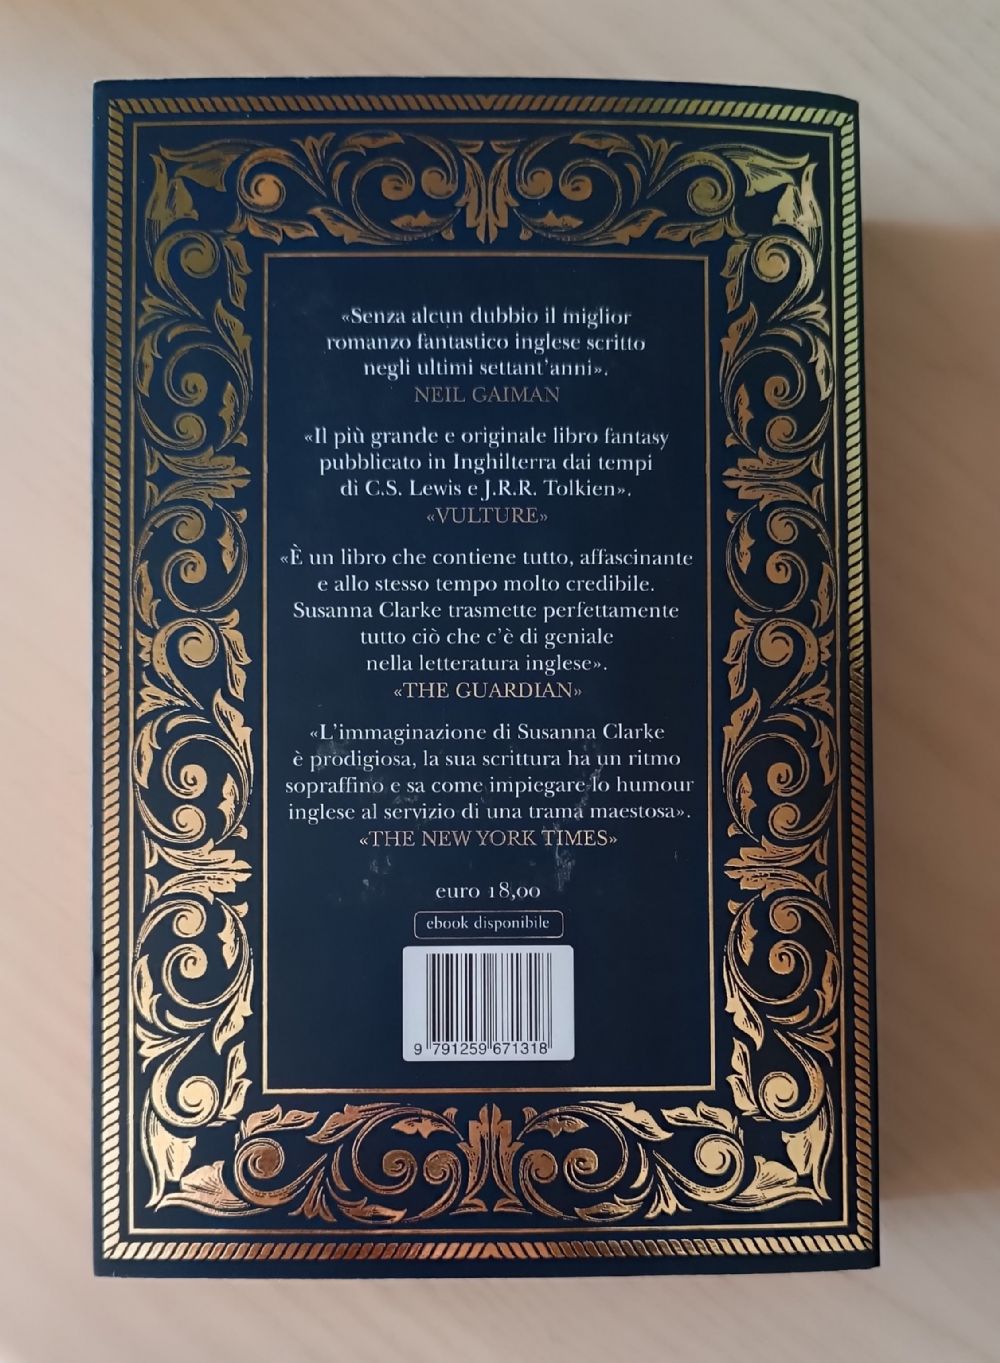 «Senza alcun dubbio il miglior
romanzo fantastico inglese scritto
negli ultimi settant'anni».
NEIL GAIMAN
«Il più grande e originale libro fantasy
pubblicato in Inghilterra dai tempi
di C.S. Lewis e J.R.R. Tolkien».
«VULTURE»
«È un libro che contiene tutto, affascinante
e allo stesso tempo molto credibile.
Susanna Clarke trasmette perfettamente
tutto ciò che c'è di geniale
nella letteratura inglese».
«THE GUARDIAN»
«L'immaginazione di Susanna Clarke
è prodigiosa, la sua scrittura ha un ritmo
sopraffino e sa come impiegare lo humour
inglese al servizio di una trama maestosa».
«THE NEW YORK TIMES»
euro 18,00
ebook disponibile
9 791259 671318